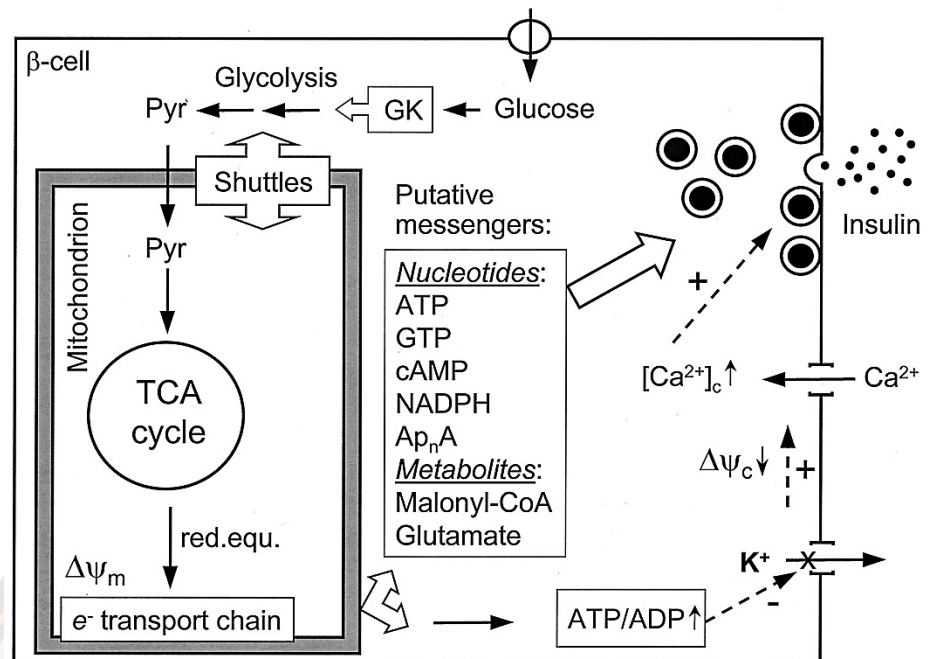 β-cell
Glycolysis
Pyr
GK
Glucose
Shuttles
Mitochondrion
Pyr
TCA
cycle
red.equ.
Δψm
e- transport chain
Putative
messengers:
Nucleotides:
ATP
GTP
cAMP
NADPH
ApnA
Metabolites:
Malonyl-CoA
Glutamate
Insulin
+
[Ca²⁺]c↑
Ca²⁺
Δψc↓
+
K⁺
X
-
ATP/ADP↑